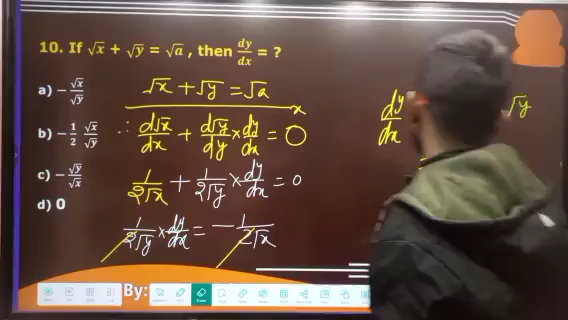 10. If √x + √y = √a , then dy/dx = ?
a) − √x/√y
b) − 1/2 √x/√y
c) − √y/√x
d) 0
√x + √y = √a
∴ d√x/dx + d√y/dy × dy/dx = 0
1/2√x + 1/2√y × dy/dx = 0
1/2√y × dy/dx = − 1/2√x
dy/dx
√y
By: